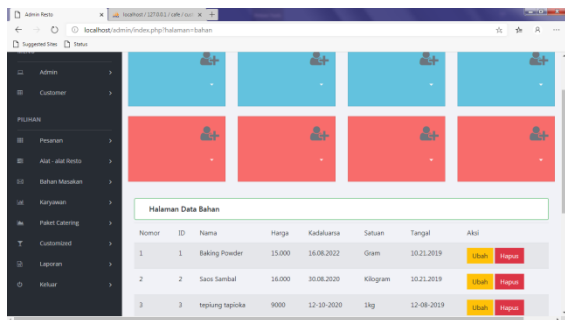 Admin Resto
localhost / 127.0.0.1 / cafe /
localhost/admin/index.php?halaman=bahan
Suggested Sites
Status
Admin
Customer
PILIHAN
Pesanan
Alat - alat Resto
Bahan Masakan
Karyawan
Paket Catering
Customized
Laporan
Keluar
Halaman Data Bahan
Nomor ID Nama Harga Kadaluarsa Satuan Tangal Aksi
1 1 Baking Powder 15.000 16.08.2022 Gram 10.21.2019 Ubah Hapus
2 2 Saos Sambal 16.000 30.08.2020 Kilogram 10.21.2019 Ubah Hapus
3 3 teplung tapioka 9000 12-10-2020 1kg 12-08-2019 Ubah Hapus